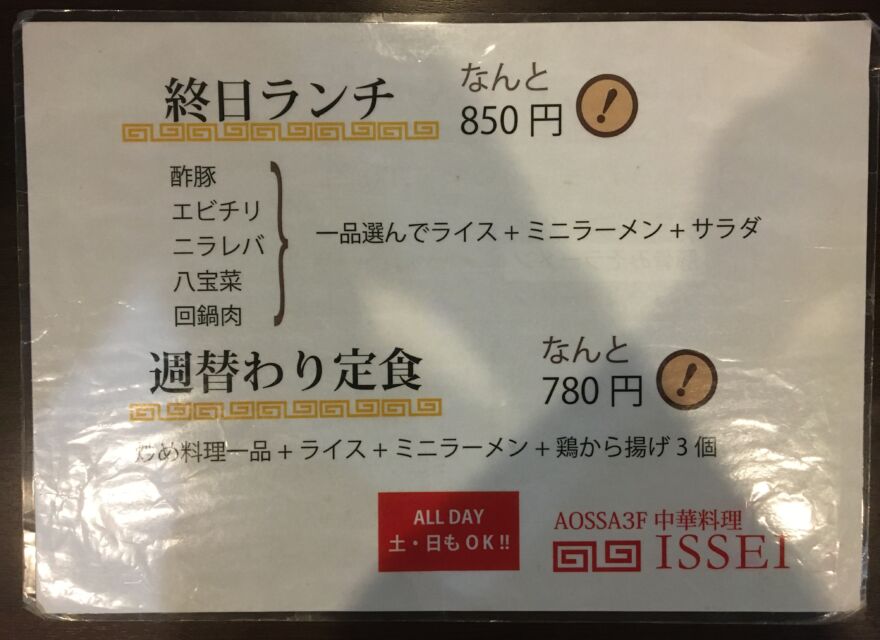 終日ランチ
なんと
850円
!
酢豚
エビチリ
ニラレバ
八宝菜
回鍋肉
一品選んでライス+ミニラーメン+サラダ
週替わり定食
なんと
780円
!
炒め料理一品+ライス+ミニラーメン+鶏から揚げ3個
ALL DAY
土・日もOK!!
AOSSA3F 中華料理
ISSEI